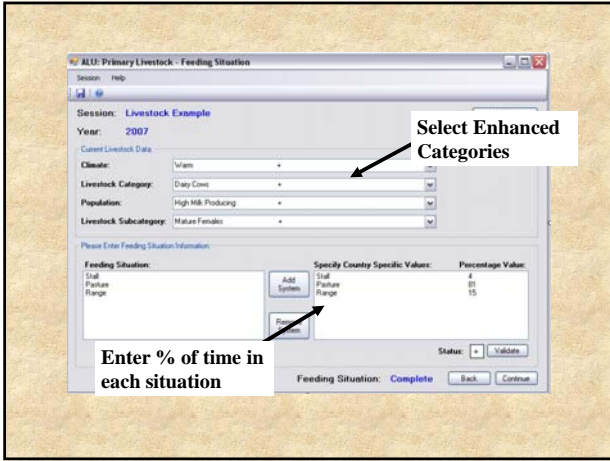 ALU: Primary Livestock - Feeding Situation
Session Help
Session: Livestock Example
Year: 2007
Select Enhanced
Categories
Current Livestock Data
Climate: Warm +
Livestock Category: Dairy Cows +
Population: High Milk Producing +
Livestock Subcategory: Mature Females +
Please Enter Feeding Situation Information
Feeding Situation: Specify Country Specific Values: Percentage Value:
Stall Stall 4
Pasture Pasture 81
Range Range 15
Add
System
System
Enter % of time in
each situation
Status: + Validate
Feeding Situation: Complete Back Continue